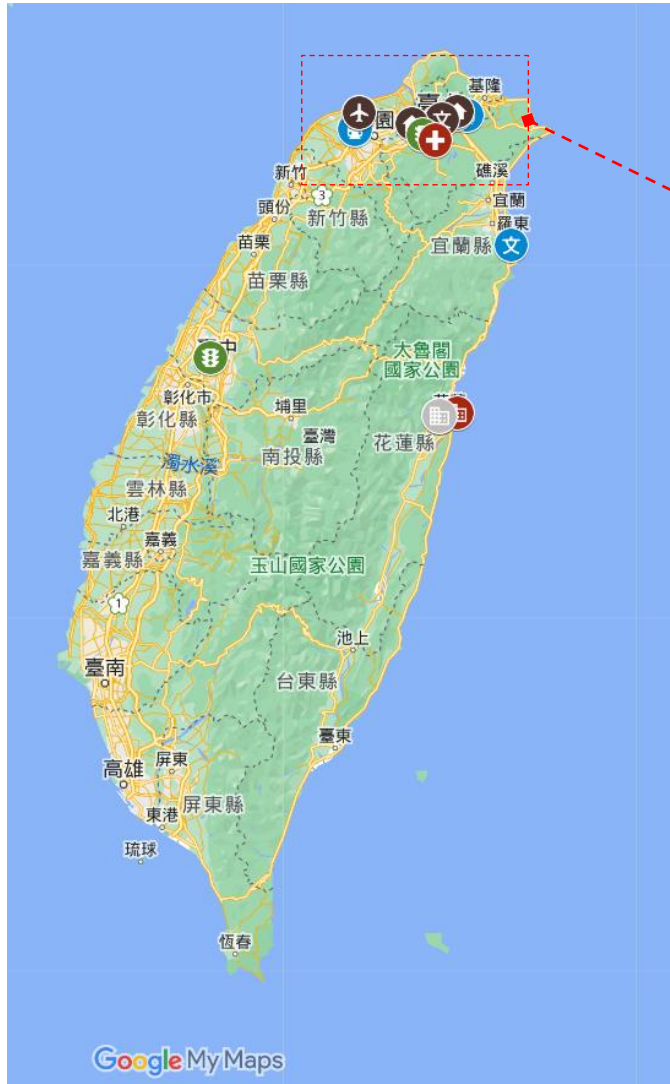 基隆
園
礁溪
新竹
3
宜蘭
頭份
新竹縣
羅東
苗栗
宜蘭縣
文
文
苗栗縣
太魯閣
國家公園
彰化市
埔里
彰化縣
臺灣
花蓮縣
南投縣
濁水溪
雲林縣
北港
嘉義
嘉義縣
玉山國家公園
1
池上
臺南
台東縣
臺東
屏東
高雄
屏東縣
東港
琉球
恆春
Google My Maps